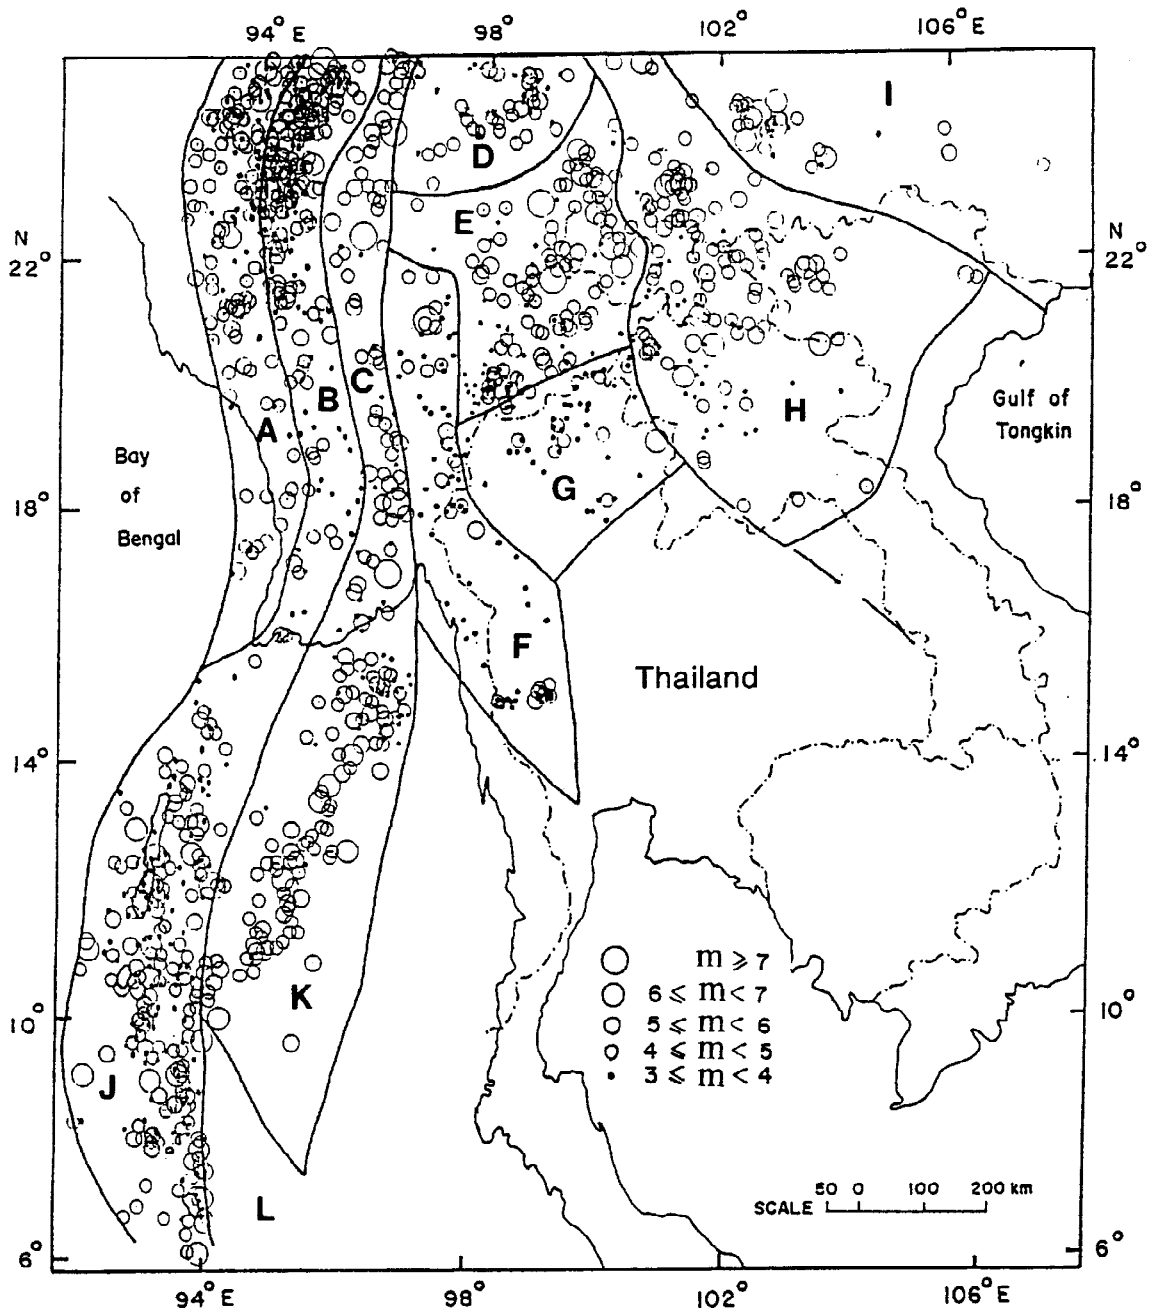 94° E 98° 102° 106° E
I
D
E
N N
22° 22°
C
B
H
A
Gulf of
Tongkin
Bay
of
Bengal
G
18° 18°
F
Thailand
14° 14°
m ⩾ 7
6 ⩽ m < 7
5 ⩽ m < 6
4 ⩽ m < 5
3 ⩽ m < 4
K
10° 10°
J
50 0 100 200 km
SCALE
L
6° 6°
94° E 98° 102° 106° E